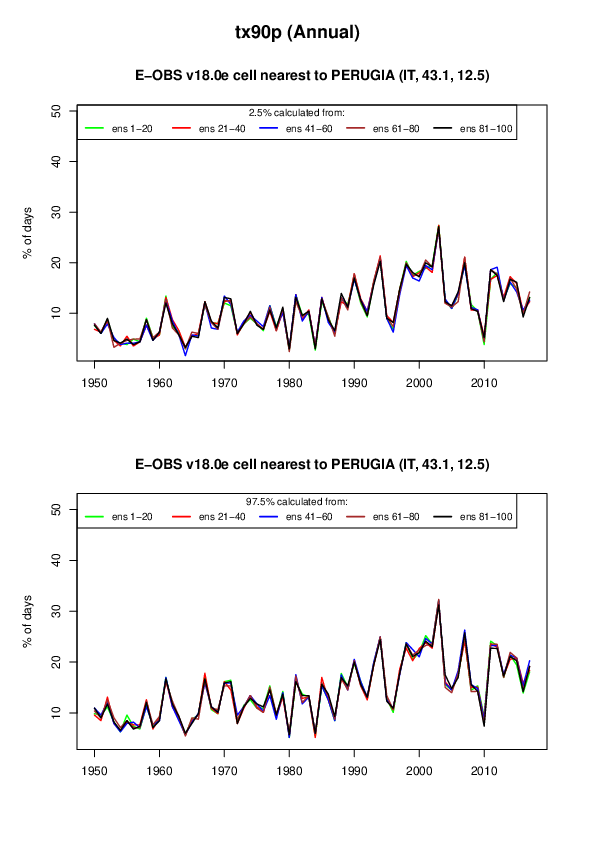 tx90p (Annual)
E−OBS v18.0e cell nearest to PERUGIA (IT, 43.1, 12.5)
2.5% calculated from:
ens 1−20 ens 21−40 ens 41−60 ens 61−80 ens 81−100
50
40
30
20
10
% of days
1950 1960 1970 1980 1990 2000 2010
E−OBS v18.0e cell nearest to PERUGIA (IT, 43.1, 12.5)
97.5% calculated from:
ens 1−20 ens 21−40 ens 41−60 ens 61−80 ens 81−100
50
40
30
20
10
% of days
1950 1960 1970 1980 1990 2000 2010